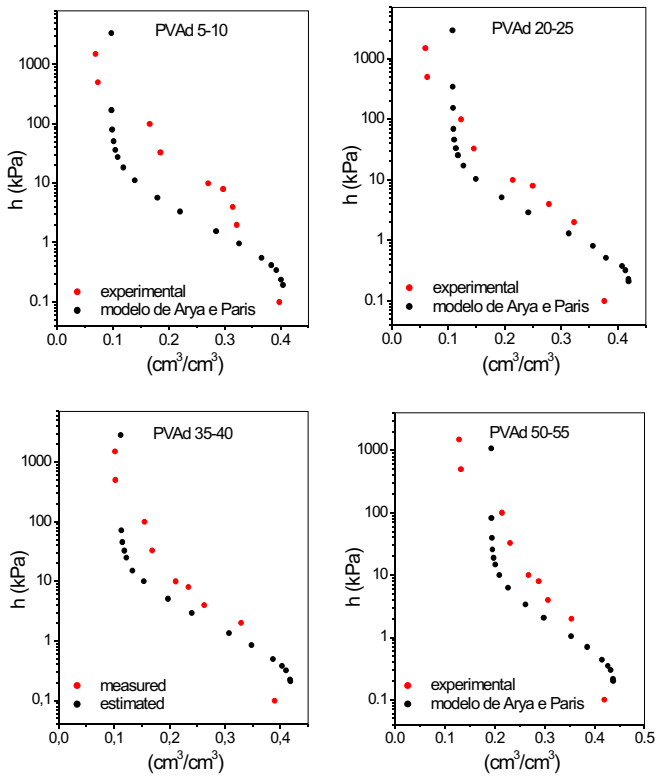 PVAd 5-10
1000
100
10
1
0.1
h (kPa)
experimental
modelo de Arya e Paris
0.0 0.1 0.2 0.3 0.4
(cm³/cm³)
PVAd 20-25
1000
100
10
1
0.1
h (kPa)
experimental
modelo de Arya e Paris
0.0 0.1 0.2 0.3 0.4
(cm³/cm³)
PVAd 35-40
1000
100
10
1
0,1
h (kPa)
measured
estimated
0,0 0,1 0,2 0,3 0,4
(cm³/cm³)
PVAd 50-55
1000
100
10
1
0.1
h (kPa)
experimental
modelo de Arya e Paris
0.0 0.1 0.2 0.3 0.4 0.5
(cm³/cm³)